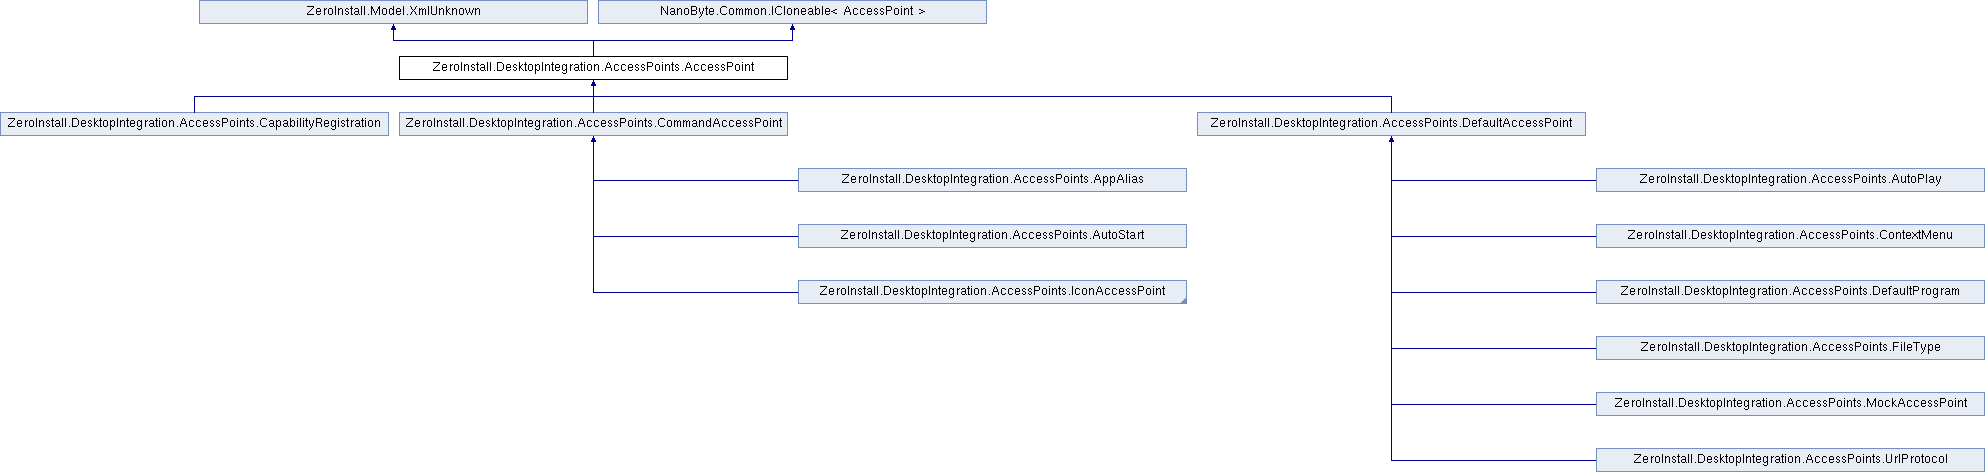 ZeroInstall.Model.XmlUnknown
NanoByte.Common.ICloneable< AccessPoint >
ZeroInstall.DesktopIntegration.AccessPoints.AccessPoint
ZeroInstall.DesktopIntegration.AccessPoints.CapabilityRegistration
ZeroInstall.DesktopIntegration.AccessPoints.CommandAccessPoint
ZeroInstall.DesktopIntegration.AccessPoints.DefaultAccessPoint
ZeroInstall.DesktopIntegration.AccessPoints.AppAlias
ZeroInstall.DesktopIntegration.AccessPoints.AutoPlay
ZeroInstall.DesktopIntegration.AccessPoints.AutoStart
ZeroInstall.DesktopIntegration.AccessPoints.ContextMenu
ZeroInstall.DesktopIntegration.AccessPoints.IconAccessPoint
ZeroInstall.DesktopIntegration.AccessPoints.DefaultProgram
ZeroInstall.DesktopIntegration.AccessPoints.FileType
ZeroInstall.DesktopIntegration.AccessPoints.MockAccessPoint
ZeroInstall.DesktopIntegration.AccessPoints.UrlProtocol